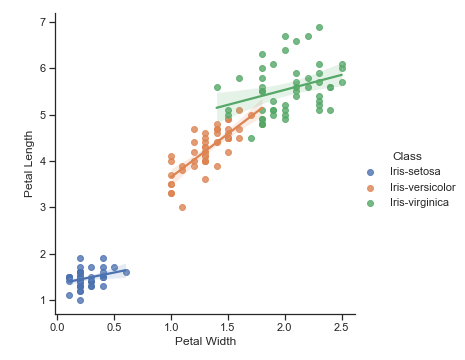 7
6
5
4
3
2
1
Petal Length
0.0 0.5 1.0 1.5 2.0 2.5
Petal Width
Class
Iris-setosa
Iris-versicolor
Iris-virginica